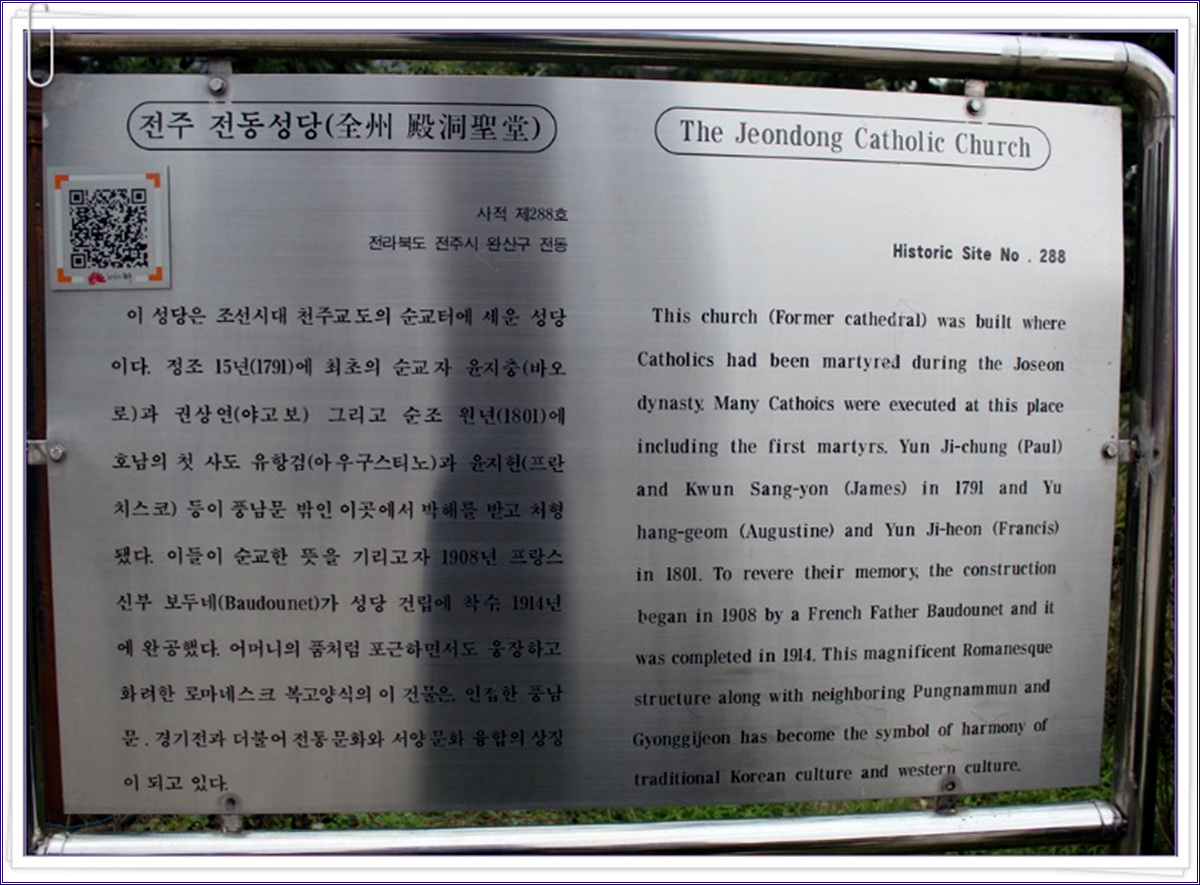 전주 전동성당(全州 殿洞聖堂)
사적 제288호
전라북도 전주시 완산구 전동
이 성당은 조선시대 천주교도의 순교터에 세운 성당
이다. 정조 15년(1791)에 최초의 순교자 윤지충(바오
로)과 권상연(야고보) 그리고 순조 원년(1801)에
호남의 첫 사도 유항검(아우구스티노)과 윤지헌(프란
치스코) 등이 풍남문 밖인 이곳에서 박해를 받고 처형
됐다. 이들이 순교한 뜻을 기리고자 1908년 프랑스
신부 보두네(Baudounet)가 성당 건립에 착수, 1914년
에 완공했다. 어머니의 품처럼 포근하면서도 웅장하고
화려한 로마네스크 복고양식의 이 건물은, 인접한 풍남
문 . 경기전과 더불어 전통문화와 서양문화 융합의 상징
이 되고 있다.
The Jeondong Catholic Church
Historic Site No . 288
This church (Former cathedral) was built where
Catholics had been martyred during the Joseon
dynasty. Many Cathoics were executed at this place
including the first martyrs, Yun Ji-chung (Paul)
and Kwun Sang-yon (James) in 1791 and Yu
hang-geom (Augustine) and Yun Ji-heon (Francis)
in 1801. To revere their memory, the construction
began in 1908 by a French Father Baudounet and it
was completed in 1914. This magnificent Romanesque
structure along with neighboring Pungnammun and
Gyonggijeon has become the symbol of harmony of
traditional Korean culture and western culture.